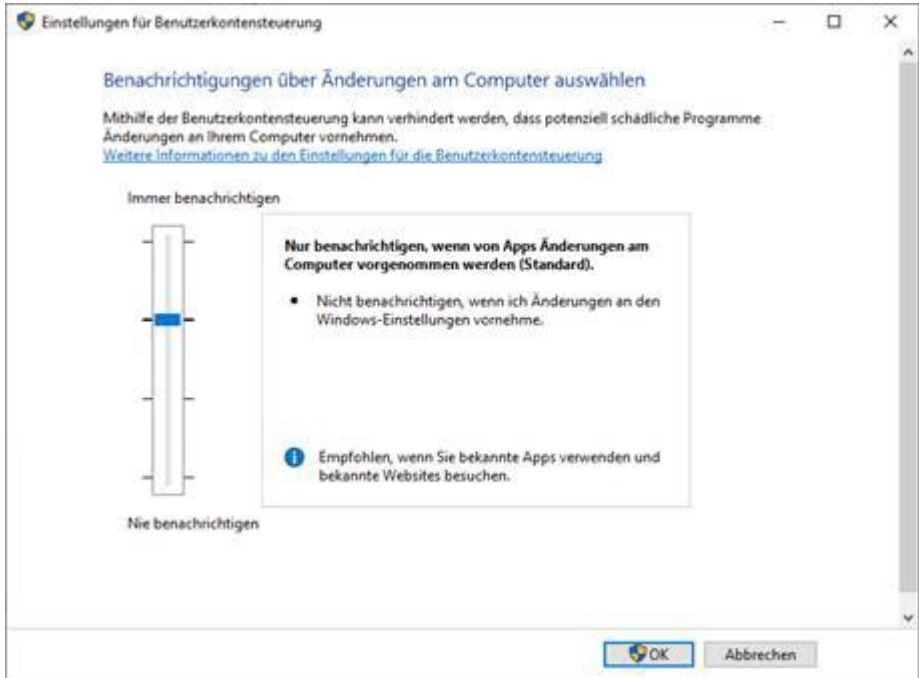 Einstellungen für Benutzerkontensteuerung
Benachrichtigungen über Änderungen am Computer auswählen
Mithilfe der Benutzerkontensteuerung kann verhindert werden, dass potenziell schädliche Programme
Änderungen an Ihrem Computer vornehmen.
Weitere Informationen zu den Einstellungen für die Benutzerkontensteuerung
Immer benachrichtigen
Nur benachrichtigen, wenn von Apps Änderungen am
Computer vorgenommen werden (Standard).
Nicht benachrichtigen, wenn ich Änderungen an den
Windows-Einstellungen vornehme.
Empfohlen, wenn Sie bekannte Apps verwenden und
bekannte Websites besuchen.
Nie benachrichtigen
OK
Abbrechen